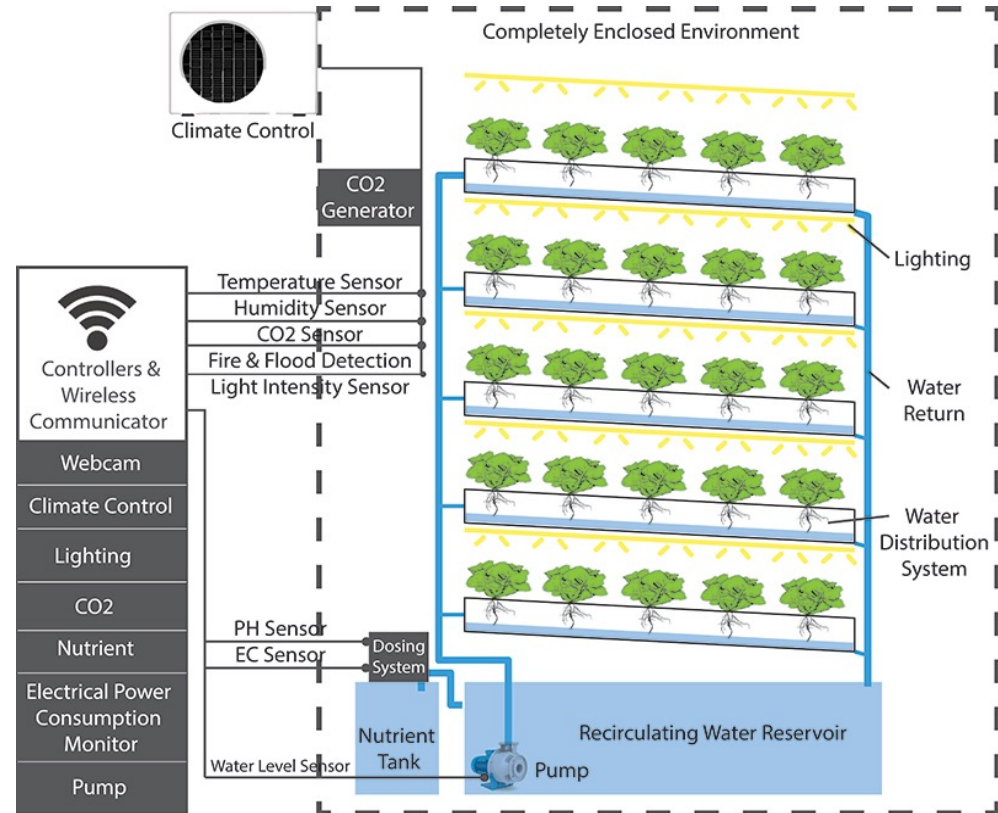 Completely Enclosed Environment
Climate Control
CO2
Generator
Lighting
Temperature Sensor
Humidity Sensor
CO2 Sensor
Fire & Flood Detection
Light Intensity Sensor
Controllers &
Wireless
Communicator
Water
Return
Webcam
Climate Control
Lighting
CO2
Nutrient
Electrical Power
Consumption
Monitor
Pump
Water
Distribution
System
PH Sensor
EC Sensor
Dosing
System
Nutrient
Tank
Recirculating Water Reservoir
Water Level Sensor
Pump